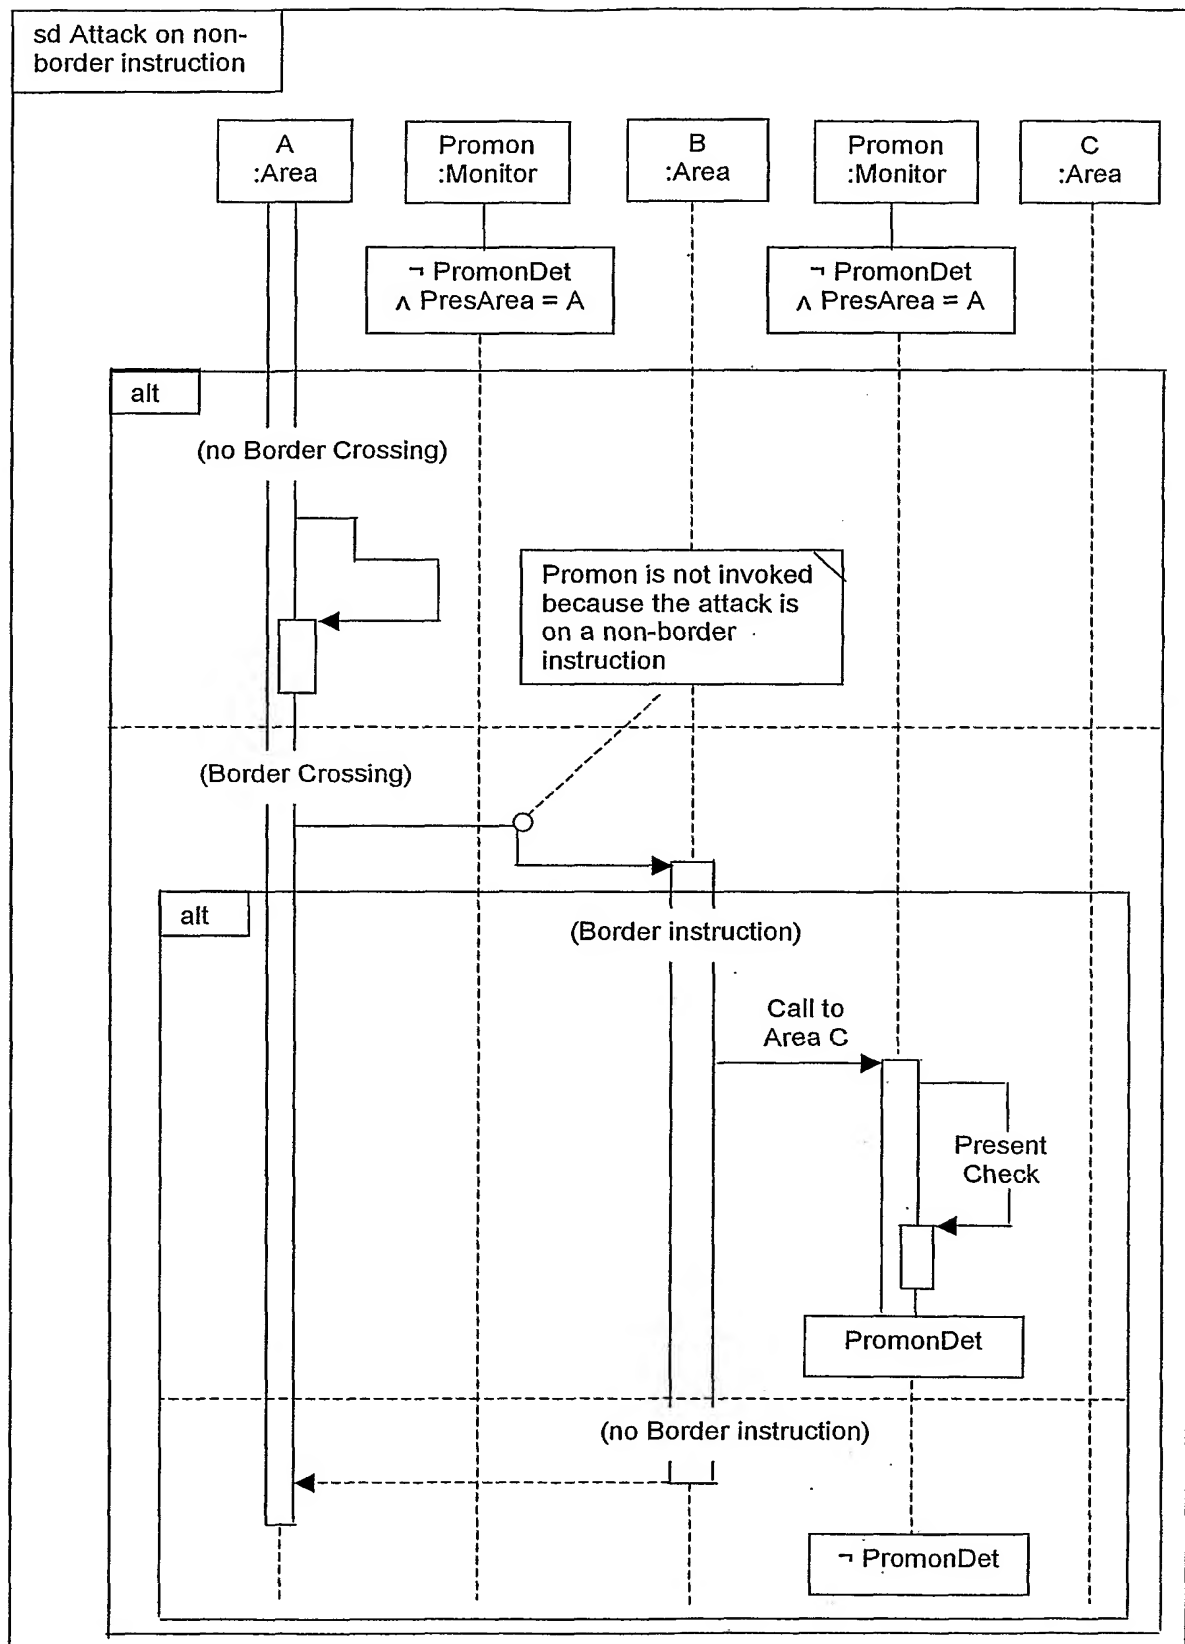 sd Attack on non-
border instruction
A
:Area
Promon
:Monitor
B
:Area
Promon
:Monitor
C
:Area
¬ PromonDet
∧ PresArea = A
¬ PromonDet
∧ PresArea = A
alt
(no Border Crossing)
Promon is not invoked
because the attack is
on a non-border
instruction
(Border Crossing)
alt
(Border instruction)
Call to
Area C
Present
Check
PromonDet
(no Border instruction)
¬ PromonDet